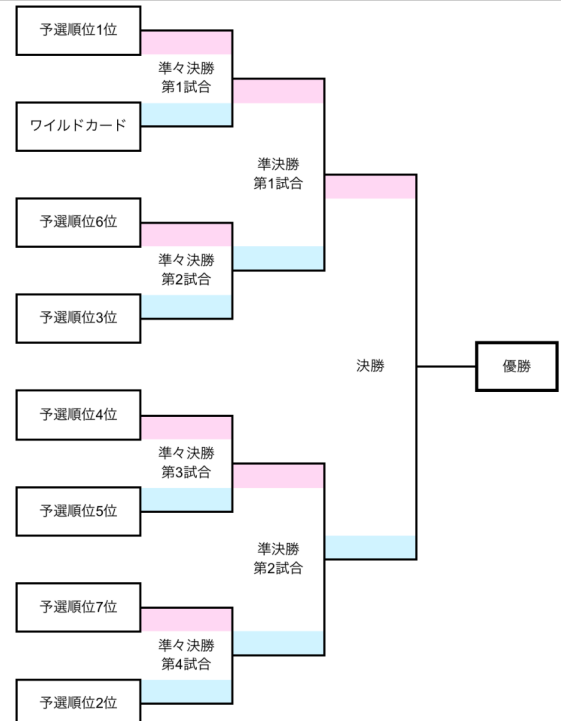 予選順位1位
準々決勝
第1試合
ワイルドカード
準決勝
第1試合
予選順位6位
準々決勝
第2試合
予選順位3位
決勝
優勝
予選順位4位
準々決勝
第3試合
予選順位5位
準決勝
第2試合
予選順位7位
準々決勝
第4試合
予選順位2位